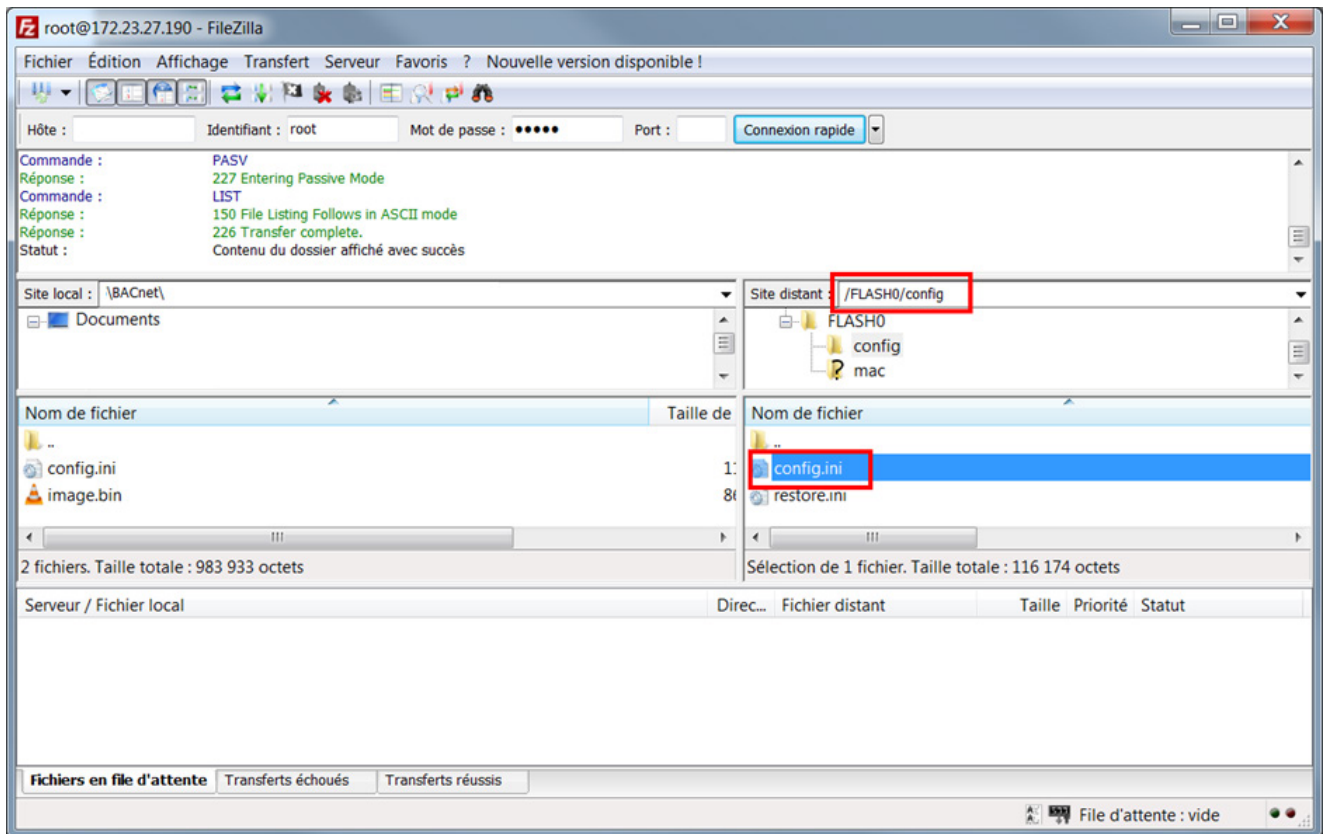 root@172.23.27.190 - FileZilla
Fichier Édition Affichage Transfert Serveur Favoris ? Nouvelle version disponible !
Hôte : Identifiant : root Mot de passe : ●●●●● Port : Connexion rapide
Commande : PASV
Réponse : 227 Entering Passive Mode
Commande : LIST
Réponse : 150 File Listing Follows in ASCII mode
Réponse : 226 Transfer complete.
Statut : Contenu du dossier affiché avec succès
Site local : \BACnet\
Documents
Site distant : /FLASH0/config
FLASH0
config
? mac
Nom de fichier Taille de
..
config.ini 11
image.bin 86
2 fichiers. Taille totale : 983 933 octets
Nom de fichier
..
config.ini
restore.ini
Sélection de 1 fichier. Taille totale : 116 174 octets
Serveur / Fichier local Direc... Fichier distant Taille Priorité Statut
Fichiers en file d'attente Transferts échoués Transferts réussis
File d'attente : vide